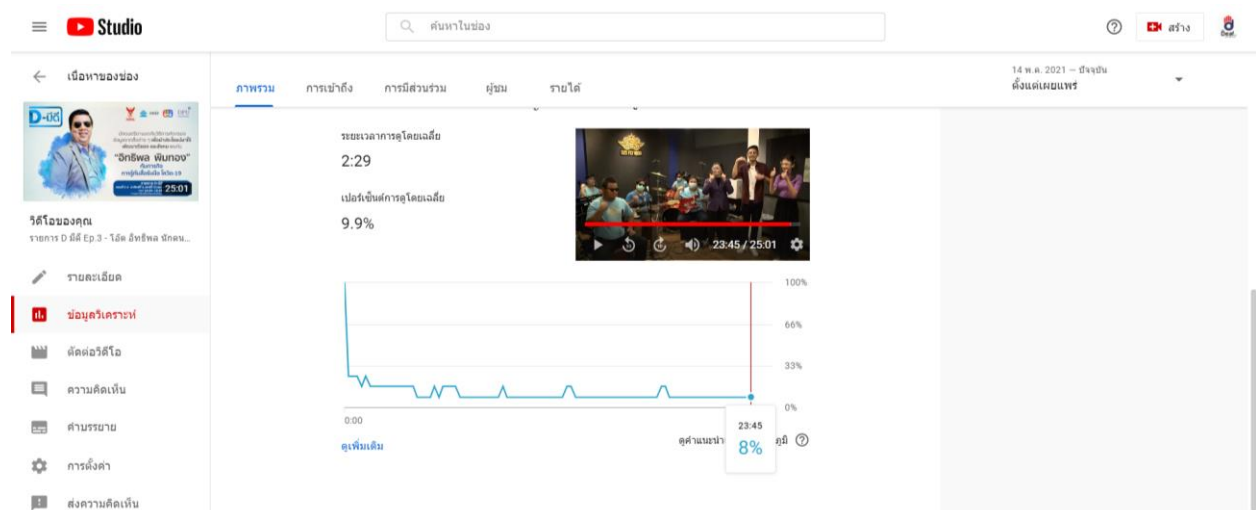 Studio
ค้นหาในช่อง
สร้าง
เนื้อหาของช่อง
ภาพรวม
การเข้าถึง
การมีส่วนร่วม
ผู้ชม
รายได้
14 พ.ค. 2021 – ปัจจุบัน
ตั้งแต่เผยแพร่
D-มีดี
"อิทธิพล พิมทอง"
25:01
วิดีโอของคุณ
รายการ D มีดี Ep.3 - โอ๊ต อิทธิพล นักดน...
รายละเอียด
ข้อมูลวิเคราะห์
ตัดต่อวิดีโอ
ความคิดเห็น
คำบรรยาย
การตั้งค่า
ส่งความคิดเห็น
ระยะเวลาการดูโดยเฉลี่ย
2:29
เปอร์เซ็นต์การดูโดยเฉลี่ย
9.9%
23:45 / 25:01
100%
66%
33%
0%
0:00
23:45
8%
ดูเพิ่มเติม
ดูคำแนะนำ
ภูมิ